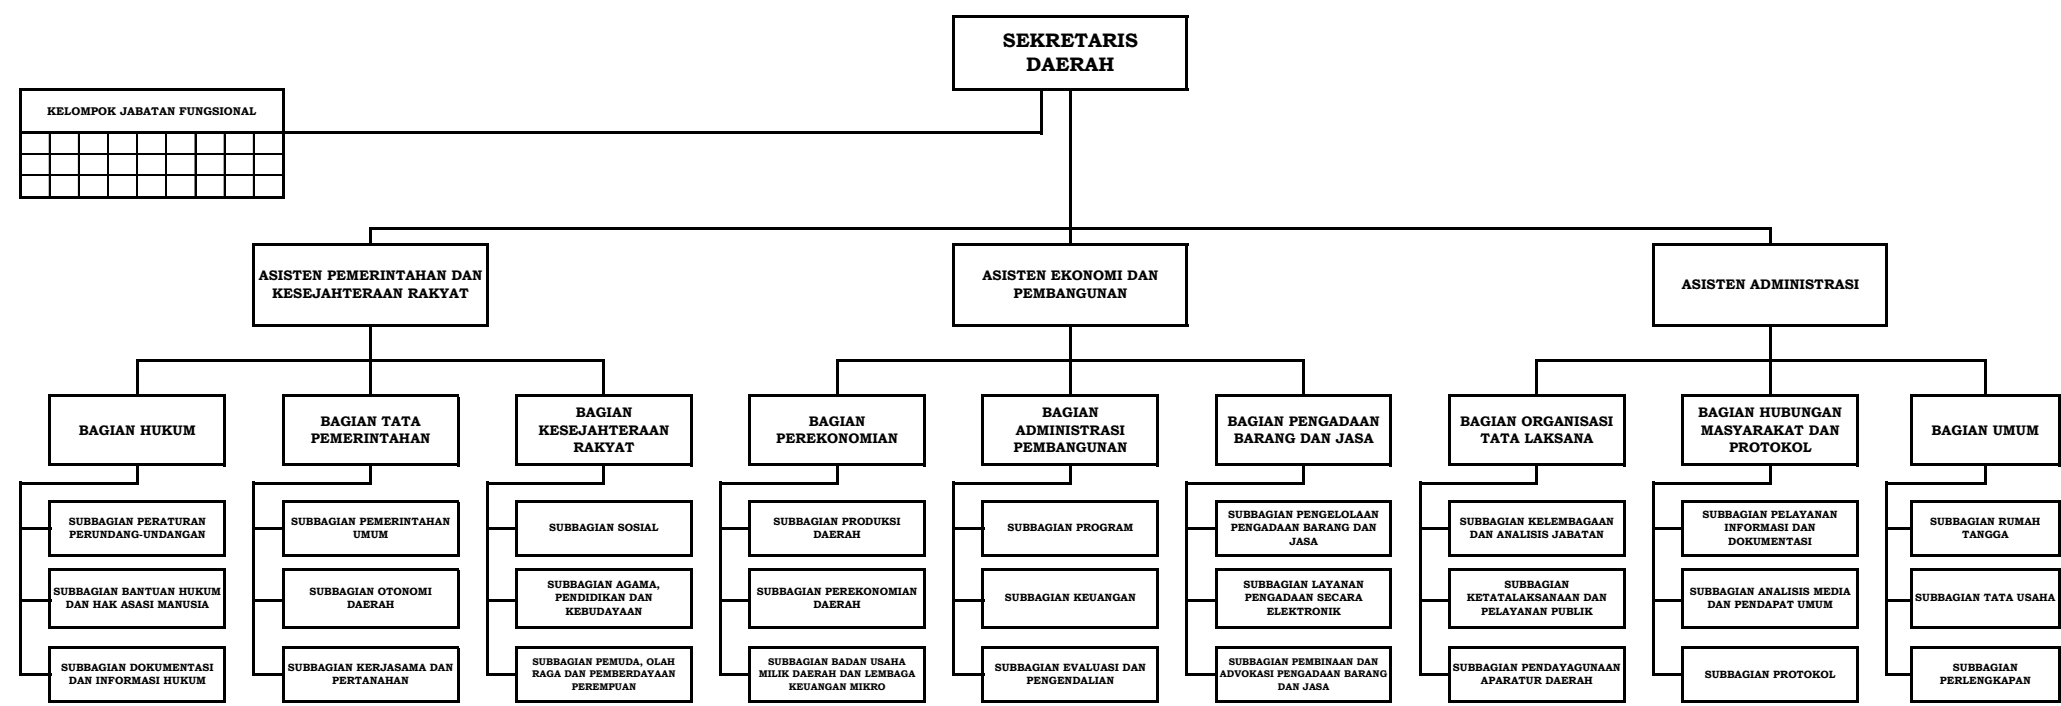 SEKRETARIS
DAERAH
KELOMPOK JABATAN FUNGSIONAL
ASISTEN PEMERINTAHAN DAN
KESEJAHTERAAN RAKYAT
ASISTEN EKONOMI DAN
PEMBANGUNAN
ASISTEN ADMINISTRASI
BAGIAN HUKUM
BAGIAN TATA
PEMERINTAHAN
BAGIAN
KESEJAHTERAAN
RAKYAT
BAGIAN
PEREKONOMIAN
BAGIAN
ADMINISTRASI
PEMBANGUNAN
BAGIAN PENGADAAN
BARANG DAN JASA
BAGIAN ORGANISASI
TATA LAKSANA
BAGIAN HUBUNGAN
MASYARAKAT DAN
PROTOKOL
BAGIAN UMUM
SUBBAGIAN PERATURAN
PERUNDANG-UNDANGAN
SUBBAGIAN PEMERINTAHAN
UMUM
SUBBAGIAN SOSIAL
SUBBAGIAN PRODUKSI
DAERAH
SUBBAGIAN PROGRAM
SUBBAGIAN PENGELOLAAN
PENGADAAN BARANG DAN
JASA
SUBBAGIAN KELEMBAGAAN
DAN ANALISIS JABATAN
SUBBAGIAN PELAYANAN
INFORMASI DAN
DOKUMENTASI
SUBBAGIAN RUMAH
TANGGA
SUBBAGIAN BANTUAN HUKUM
DAN HAK ASASI MANUSIA
SUBBAGIAN OTONOMI
DAERAH
SUBBAGIAN AGAMA,
PENDIDIKAN DAN
KEBUDAYAAN
SUBBAGIAN PEREKONOMIAN
DAERAH
SUBBAGIAN KEUANGAN
SUBBAGIAN LAYANAN
PENGADAAN SECARA
ELEKTRONIK
SUBBAGIAN
KETATALAKSANAAN DAN
PELAYANAN PUBLIK
SUBBAGIAN ANALISIS MEDIA
DAN PENDAPAT UMUM
SUBBAGIAN TATA USAHA
SUBBAGIAN DOKUMENTASI
DAN INFORMASI HUKUM
SUBBAGIAN KERJASAMA DAN
PERTANAHAN
SUBBAGIAN PEMUDA, OLAH
RAGA DAN PEMBERDAYAAN
PEREMPUAN
SUBBAGIAN BADAN USAHA
MILIK DAERAH DAN LEMBAGA
KEUANGAN MIKRO
SUBBAGIAN EVALUASI DAN
PENGENDALIAN
SUBBAGIAN PEMBINAAN DAN
ADVOKASI PENGADAAN BARANG
DAN JASA
SUBBAGIAN PENDAYAGUNAAN
APARATUR DAERAH
SUBBAGIAN PROTOKOL
SUBBAGIAN
PERLENGKAPAN